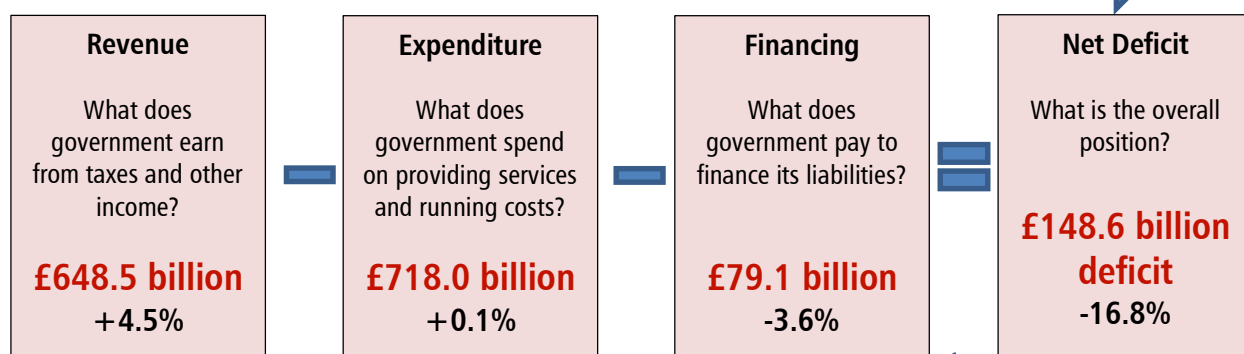 Revenue
What does
government earn
from taxes and other
income?
£648.5 billion
+4.5%
Expenditure
What does
government spend
on providing services
and running costs?
£718.0 billion
+0.1%
Financing
What does
government pay to
finance its liabilities?
£79.1 billion
-3.6%
Net Deficit
What is the overall
position?
£148.6 billion
deficit
-16.8%